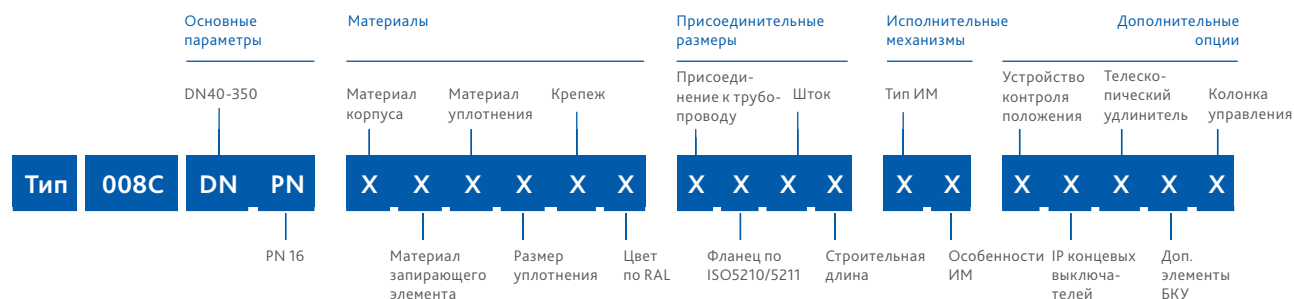 Основные
параметры
Материалы
Присоединительные
размеры
Исполнительные
механизмы
Дополнительные
опции
DN40-350
Материал
корпуса
Материал
уплотнения
Крепеж
Присоеди-
нение к трубо-
проводу
Шток
Тип ИМ
Устройство
контроля
положения
Телеско-
пический
удлинитель
Колонка
управления
Тип 008С DN PN X X X X X X X X X X X X X X X X X
PN 16
Материал
запирающего
элемента
Размер
уплотнения
Цвет
по RAL
Фланец по
ISO5210/5211
Строительная
длина
Особенности
ИМ
IP концевых
выключа-
телей
Доп.
элементы
БКУ